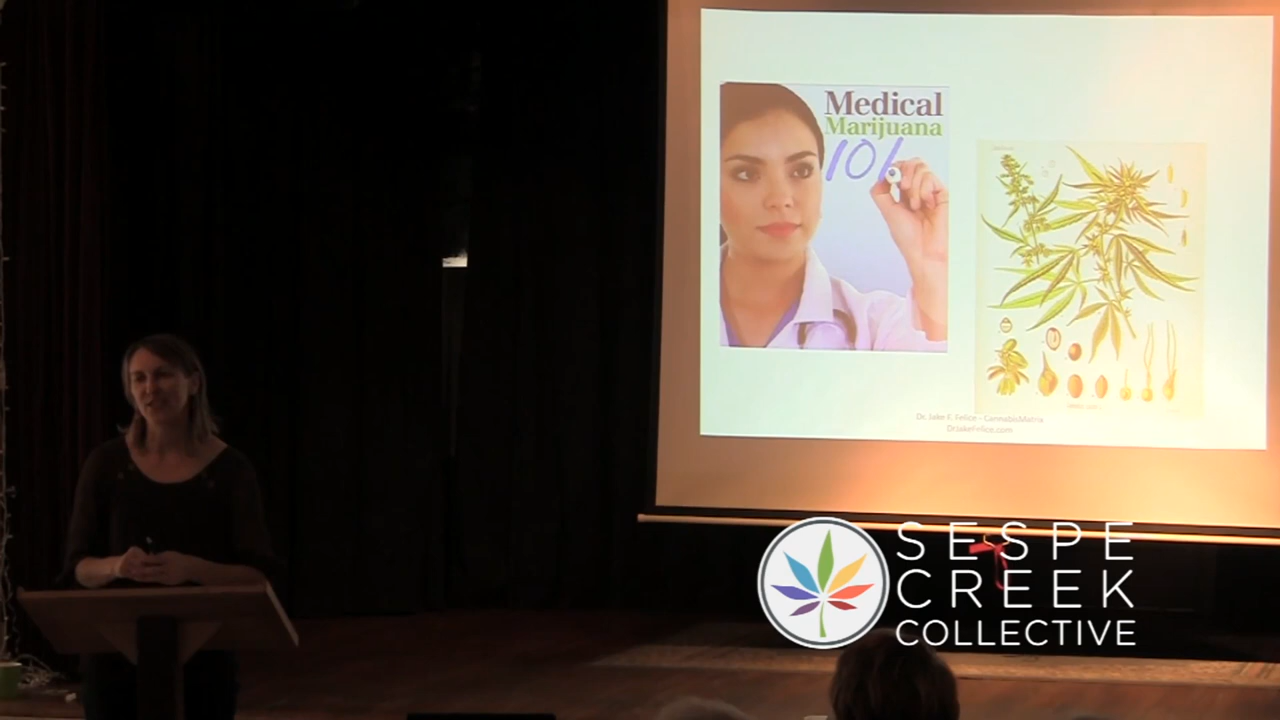 Medical
Marijuana
101
Dr. Jake F. Felice - CannabisMatrix
DrJakeFelice.com
SESPE
CREEK
COLLECTIVE